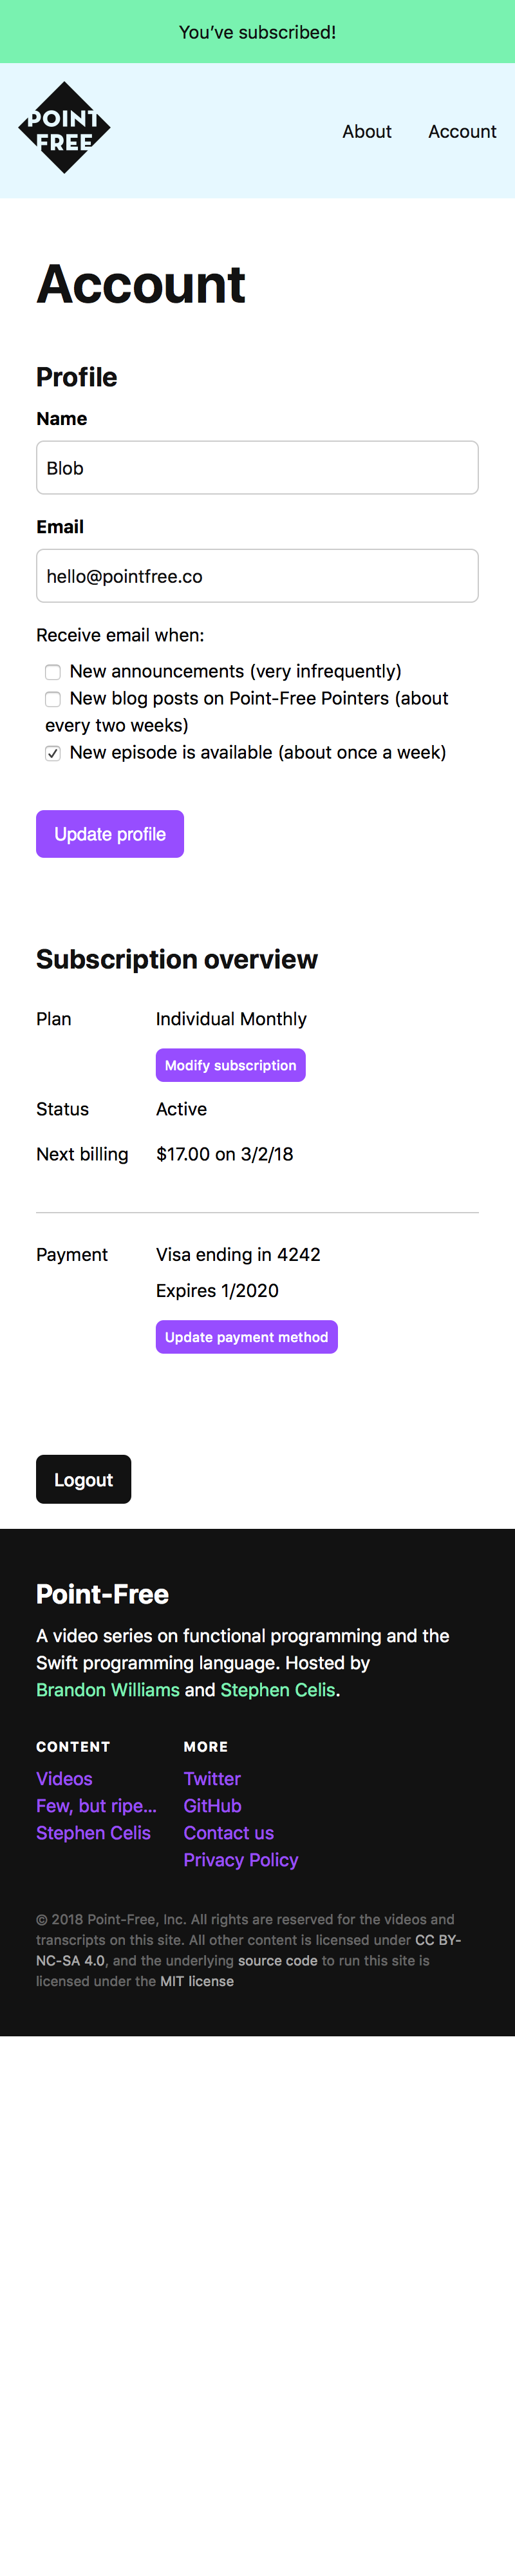 You’ve subscribed!
POINT
FREE
About
Account
Account
Profile
Name
Blob
Email
hello@pointfree.co
Receive email when:
New announcements (very infrequently)
New blog posts on Point-Free Pointers (about
every two weeks)
New episode is available (about once a week)
Update profile
Subscription overview
Plan
Individual Monthly
Modify subscription
Status
Active
Next billing
$17.00 on 3/2/18
Payment
Visa ending in 4242
Expires 1/2020
Update payment method
Logout
Point-Free
A video series on functional programming and the
Swift programming language. Hosted by
Brandon Williams and Stephen Celis.
CONTENT
Videos
Few, but ripe…
Stephen Celis
MORE
Twitter
GitHub
Contact us
Privacy Policy
© 2018 Point-Free, Inc. All rights are reserved for the videos and
transcripts on this site. All other content is licensed under CC BY-
NC-SA 4.0, and the underlying source code to run this site is
licensed under the MIT license